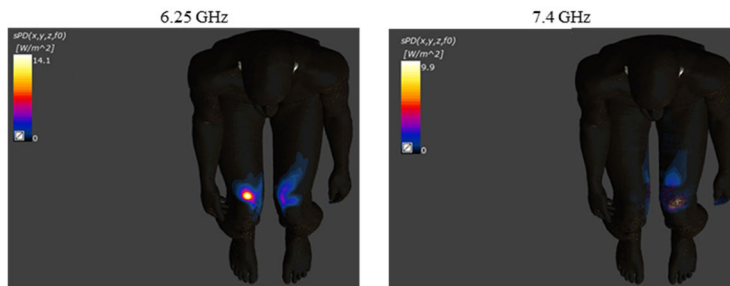 6.25 GHz
sPD(x,y,z,f0)
[W/m^2]
14.1
0
7.4 GHz
sPD(x,y,z,f0)
[W/m^2]
9.9
0